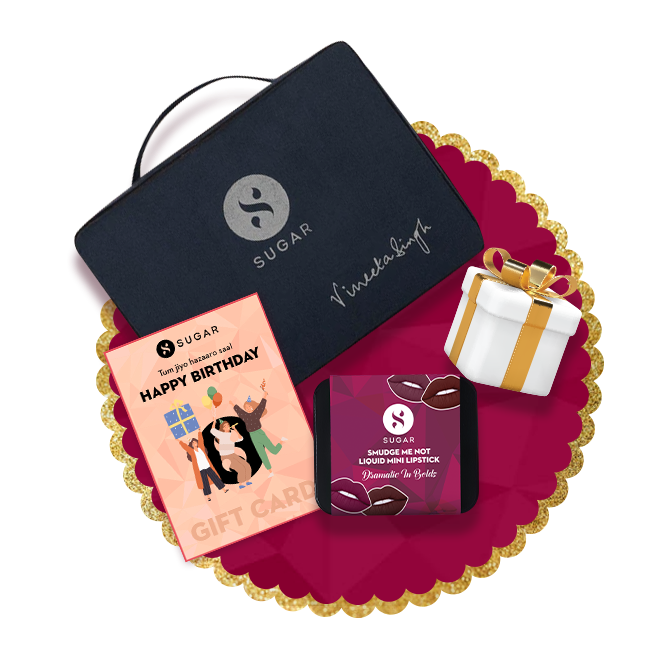 SUGAR
Vineeta Singh
SUGAR
Tum jiyo hazaaro saal
HAPPY BIRTHDAY
GIFT CARD
SUGAR
SMUDGE ME NOT
LIQUID MINI LIPSTICK
Dramatic In Boldz